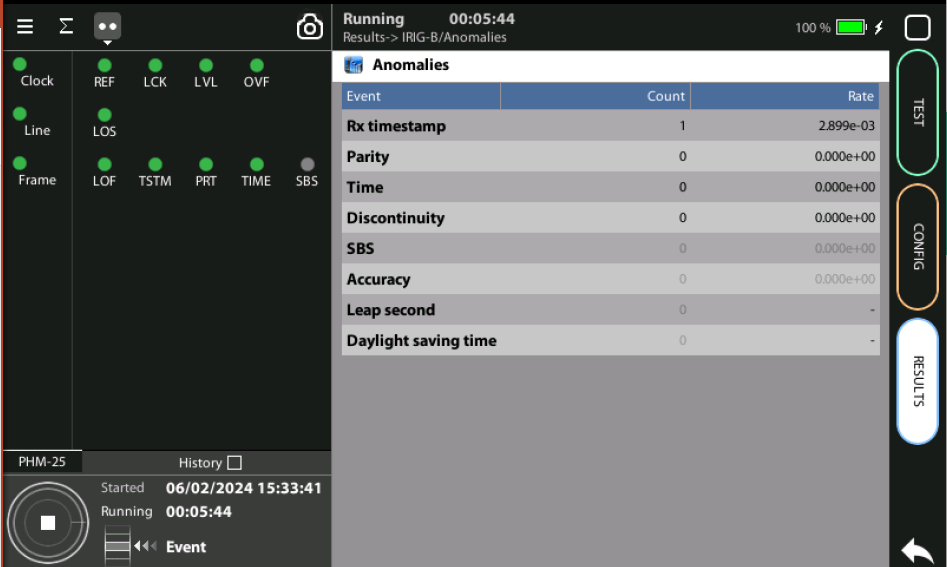 Σ
Running 00:05:44
Results-> IRIG-B/Anomalies
100 %
Clock REF LCK LVL OVF
Line LOS
Frame LOF TSTM PRT TIME SBS
Anomalies
Event Count Rate
Rx timestamp 1 2.899e-03
Parity 0 0.000e+00
Time 0 0.000e+00
Discontinuity 0 0.000e+00
SBS 0 0.000e+00
Accuracy 0 0.000e+00
Leap second 0 -
Daylight saving time 0 -
TEST
CONFIG
RESULTS
PHM-25 History
Started 06/02/2024 15:33:41
Running 00:05:44
Event